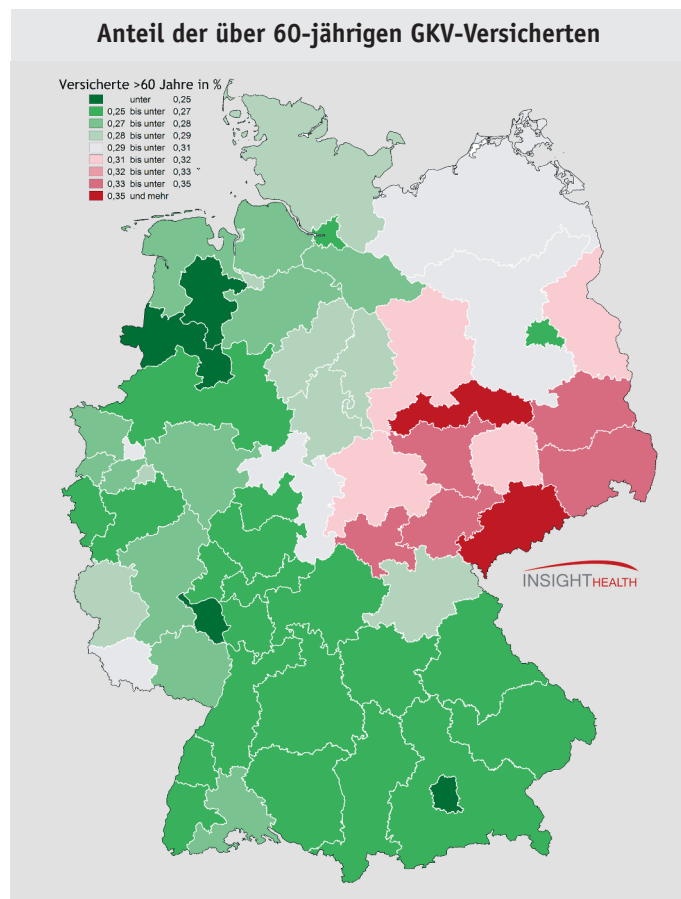 Anteil der über 60-jährigen GKV-Versicherten
Versicherte >60 Jahre in %
unter 0,25
0,25 bis unter 0,27
0,27 bis unter 0,28
0,28 bis unter 0,29
0,29 bis unter 0,31
0,31 bis unter 0,32
0,32 bis unter 0,33
0,33 bis unter 0,35
0,35 und mehr
INSIGHT HEALTH